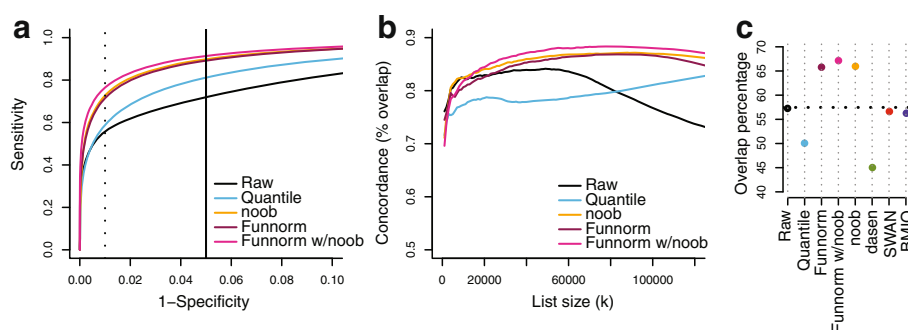 a
Sensitivity
0.0 0.2 0.4 0.6 0.8 1.0
0.00 0.02 0.04 0.06 0.08 0.10
1−Specificity
Raw
Quantile
noob
Funnorm
Funnorm w/noob
b
Concordance (% overlap)
0.5 0.7 0.8 0.9
0 20000 60000 100000
List size (k)
Raw
Quantile
noob
Funnorm
Funnorm w/noob
c
Overlap percentage
40 45 50 55 60 65 70
Raw
Quantile
Funnorm
Funnorm w/noob
noob
dasen
SWAN
BMIQ